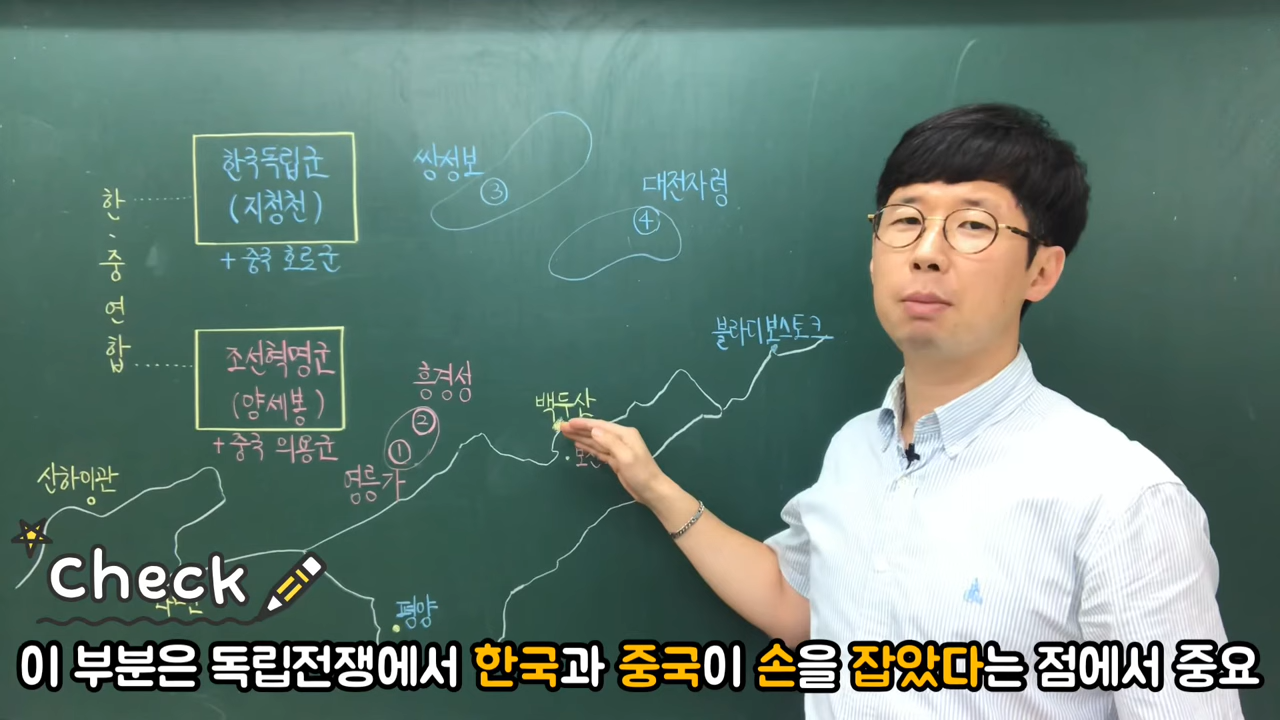 한·중 연합
한국독립군
(지청천)
+ 중국 호로군
쌍성보
③
대전자령
④
조선혁명군
(양세봉)
+ 중국 의용군
흥경성
②
①
영릉가
백두산
블라디보스토크
산하이관
평양
Check
이 부분은 독립전쟁에서 한국과 중국이 손을 잡았다는 점에서 중요